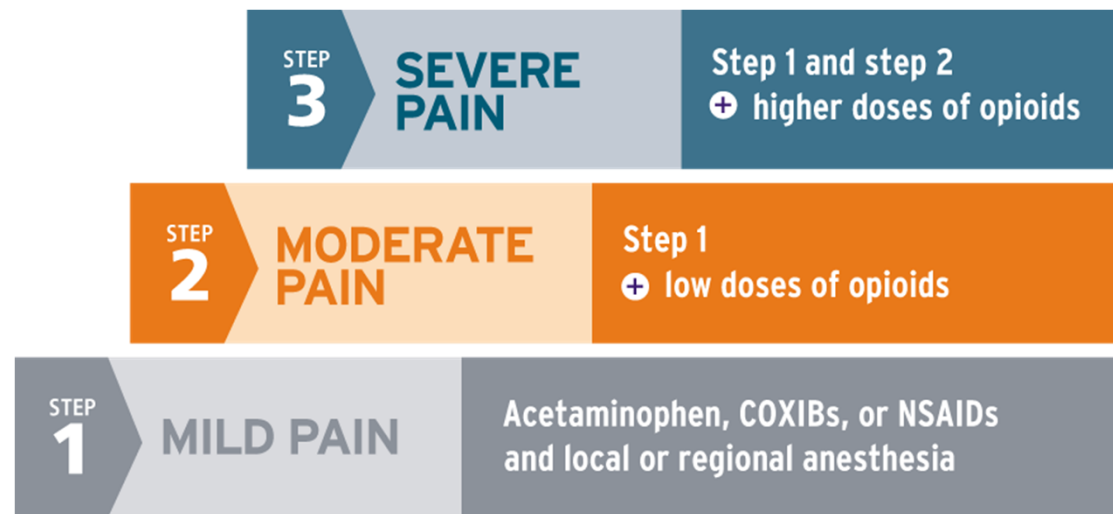 STEP
3
SEVERE
PAIN
Step 1 and step 2
+ higher doses of opioids
STEP
2
MODERATE
PAIN
Step 1
+ low doses of opioids
STEP
1
MILD PAIN
Acetaminophen, COXIBs, or NSAIDs
and local or regional anesthesia